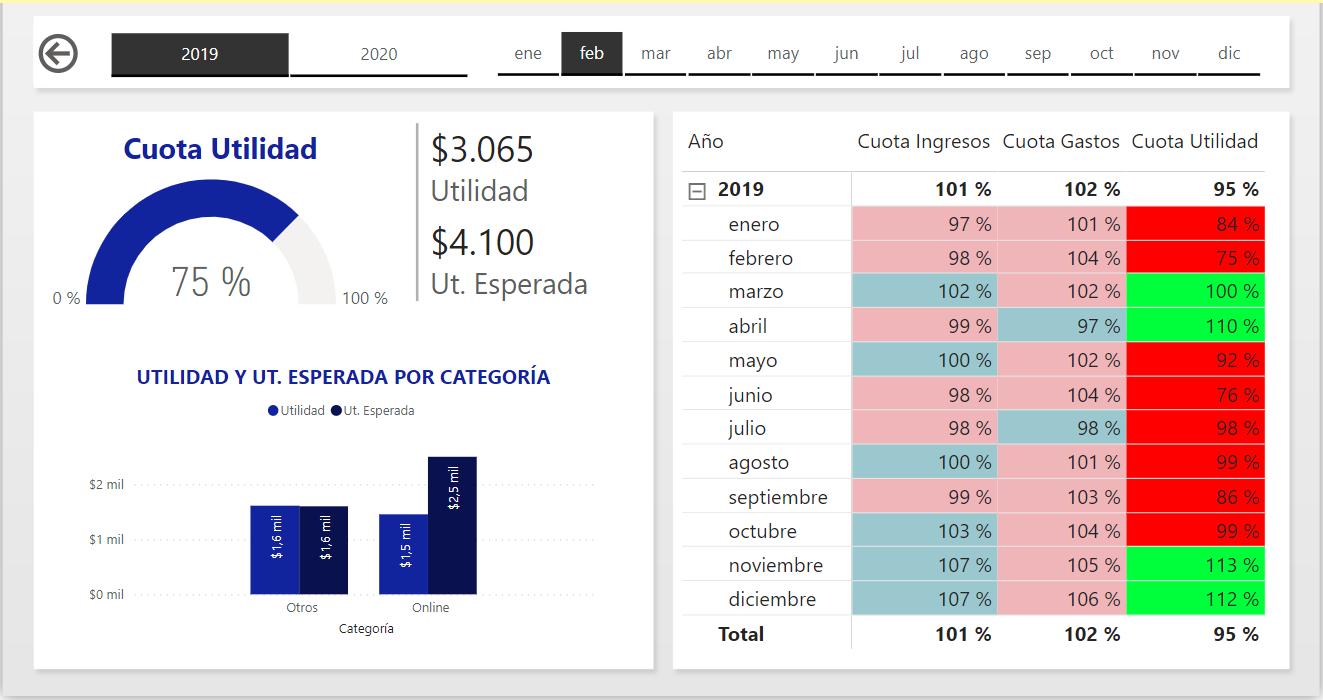 2019 2020 ene feb mar abr may jun jul ago sep oct nov dic
Cuota Utilidad
0 % 75 % 100 %
$3.065
Utilidad
$4.100
Ut. Esperada
UTILIDAD Y UT. ESPERADA POR CATEGORÍA
Utilidad Ut. Esperada
$2 mil
$1 mil
$0 mil
$1,6 mil $1,6 mil $1,5 mil $2,5 mil
Otros Online
Categoría
Año Cuota Ingresos Cuota Gastos Cuota Utilidad
2019 101 % 102 % 95 %
enero 97 % 101 % 84 %
febrero 98 % 104 % 75 %
marzo 102 % 102 % 100 %
abril 99 % 97 % 110 %
mayo 100 % 102 % 92 %
junio 98 % 104 % 76 %
julio 98 % 98 % 98 %
agosto 100 % 101 % 99 %
septiembre 99 % 103 % 86 %
octubre 103 % 104 % 99 %
noviembre 107 % 105 % 113 %
diciembre 107 % 106 % 112 %
Total 101 % 102 % 95 %